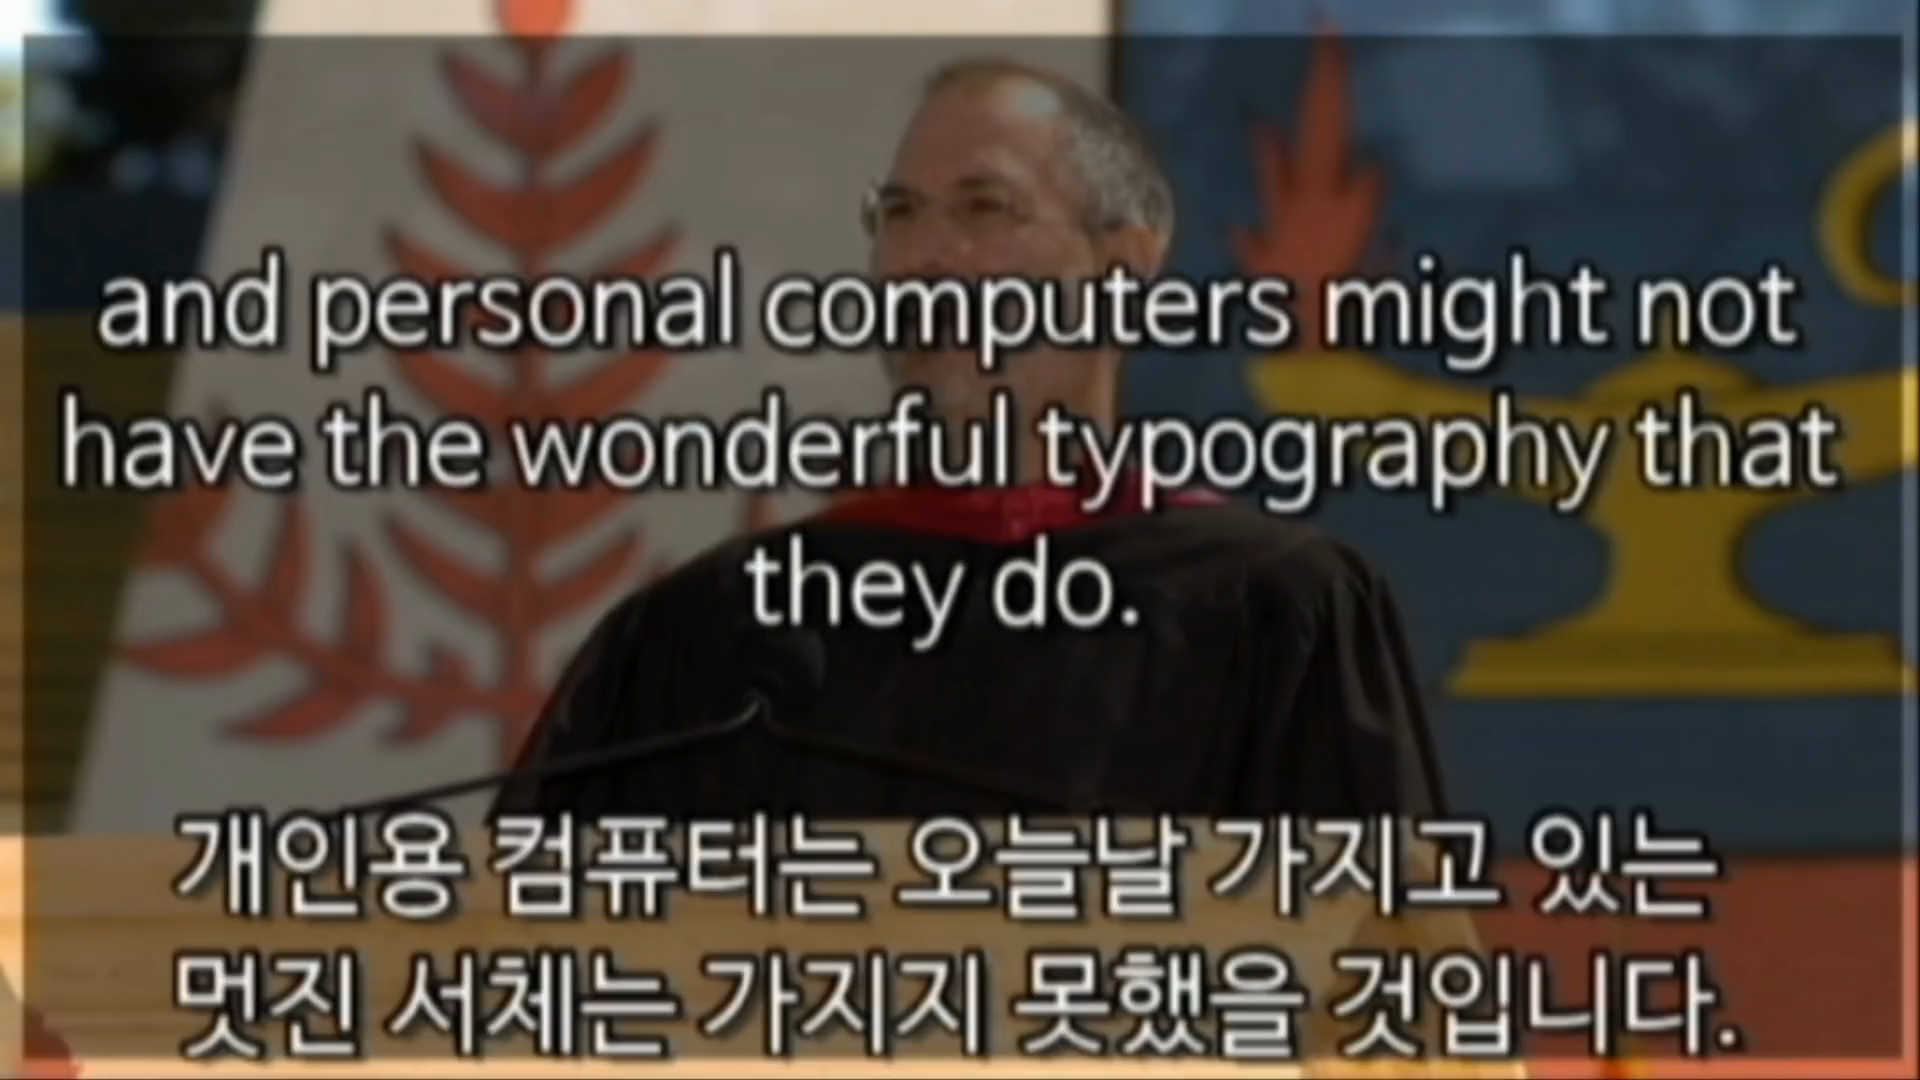 and personal computers might not
have the wonderful typography that
they do.
개인용 컴퓨터는 오늘날 가지고 있는
멋진 서체는 가지지 못했을 것입니다.